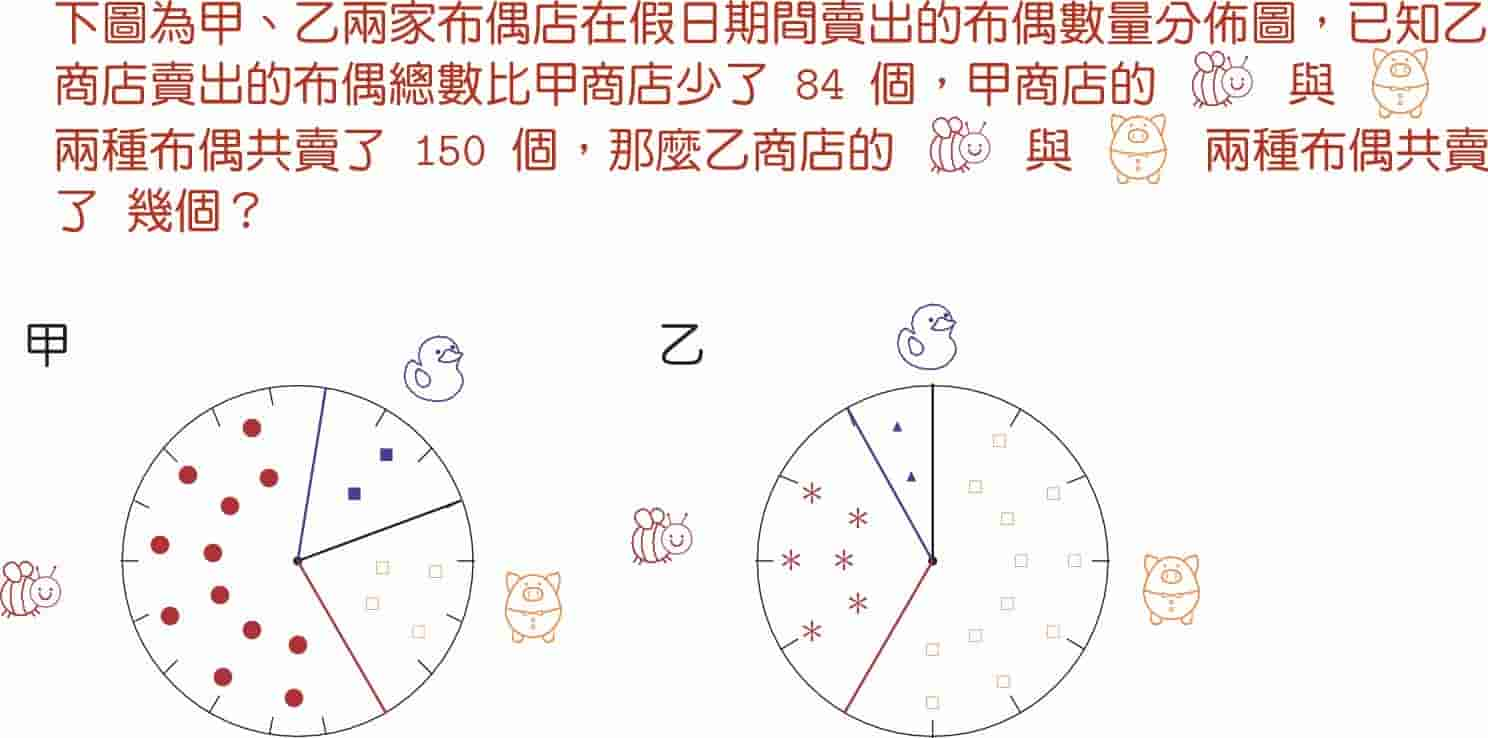 下圖為甲、乙兩家布偶店在假日期間賣出的布偶數量分佈圖，已知乙
商店賣出的布偶總數比甲商店少了 84 個，甲商店的 與
兩種布偶共賣了 150 個，那麼乙商店的 與 兩種布偶共賣
了 幾個？
甲 乙